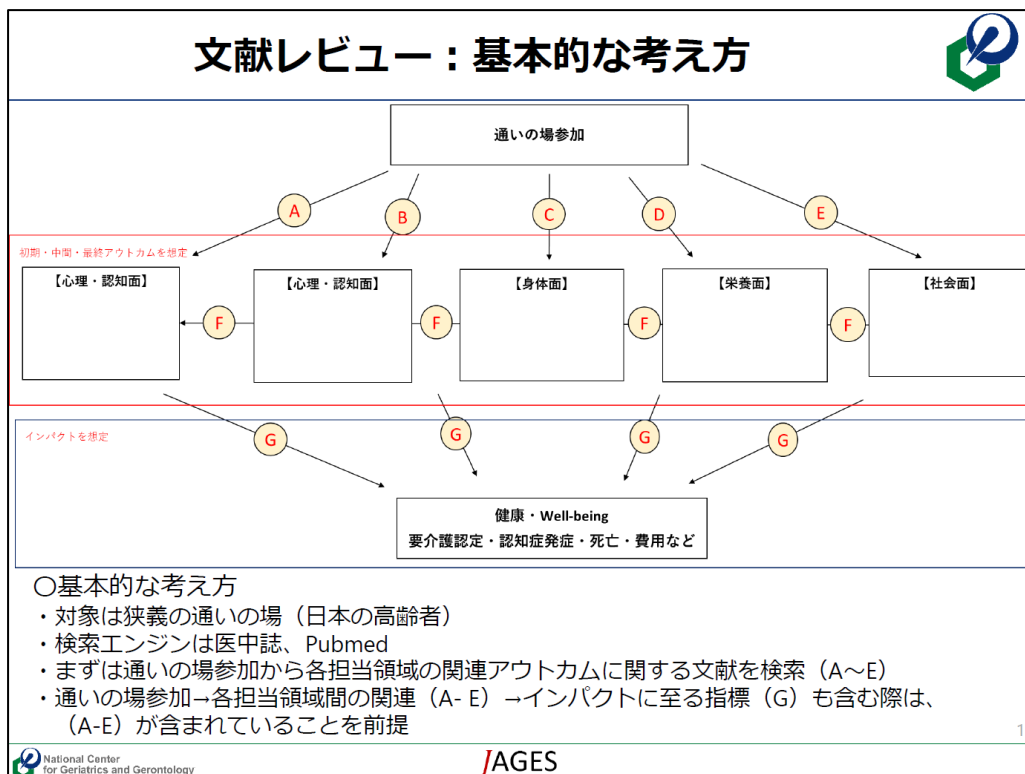 文献レビュー：基本的な考え方
通いの場参加
A
B
C
D
E
初期・中間・最終アウトカムを想定
【心理・認知面】
【心理・認知面】
【身体面】
【栄養面】
【社会面】
F
F
F
F
インパクトを想定
G
G
G
G
健康・Well-being
要介護認定・認知症発症・死亡・費用など
〇基本的な考え方
・対象は狭義の通いの場（日本の高齢者）
・検索エンジンは医中誌、Pubmed
・まずは通いの場参加から各担当領域の関連アウトカムに関する文献を検索（A～E）
・通いの場参加→各担当領域間の関連（A- E）→インパクトに至る指標（G）も含む際は、
（A-E）が含まれていることを前提
1
National Center
for Geriatrics and Gerontology
JAGES